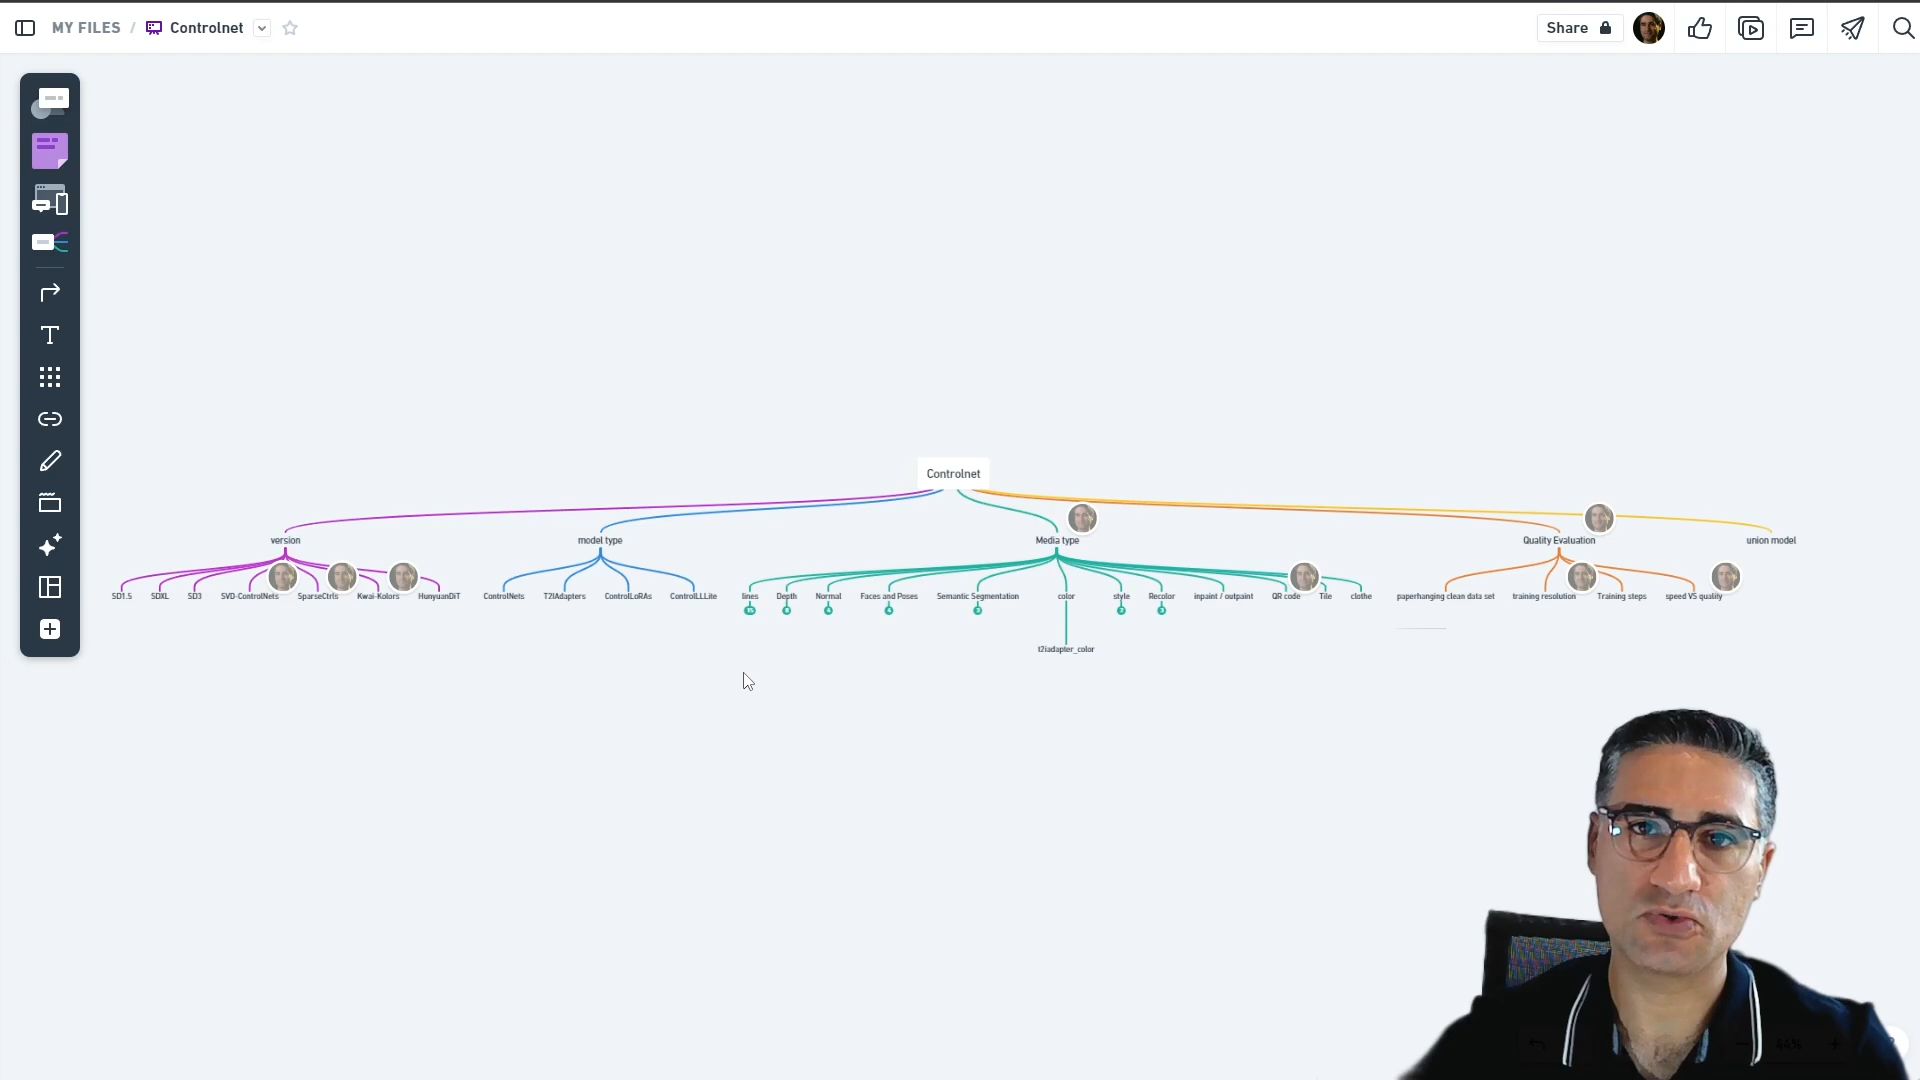 MY FILES / Controlnet
Share
Controlnet
version
model type
Media type
Quality Evaluation
union model
SD1.5
SDXL
SD3
SVD-ControlNets
SparseCtrls
Kwai-Kolors
HunyuanDiT
ControlNets
T2IAdapters
ControlLoRAs
ControlLLLite
lines
Depth
Normal
Faces and Poses
Semantic Segmentation
color
style
Recolor
inpaint / outpaint
QR code
Tile
clothe
paperhanging clean data set
training resolution
Training steps
speed VS quality
t2iadapter_color
44%